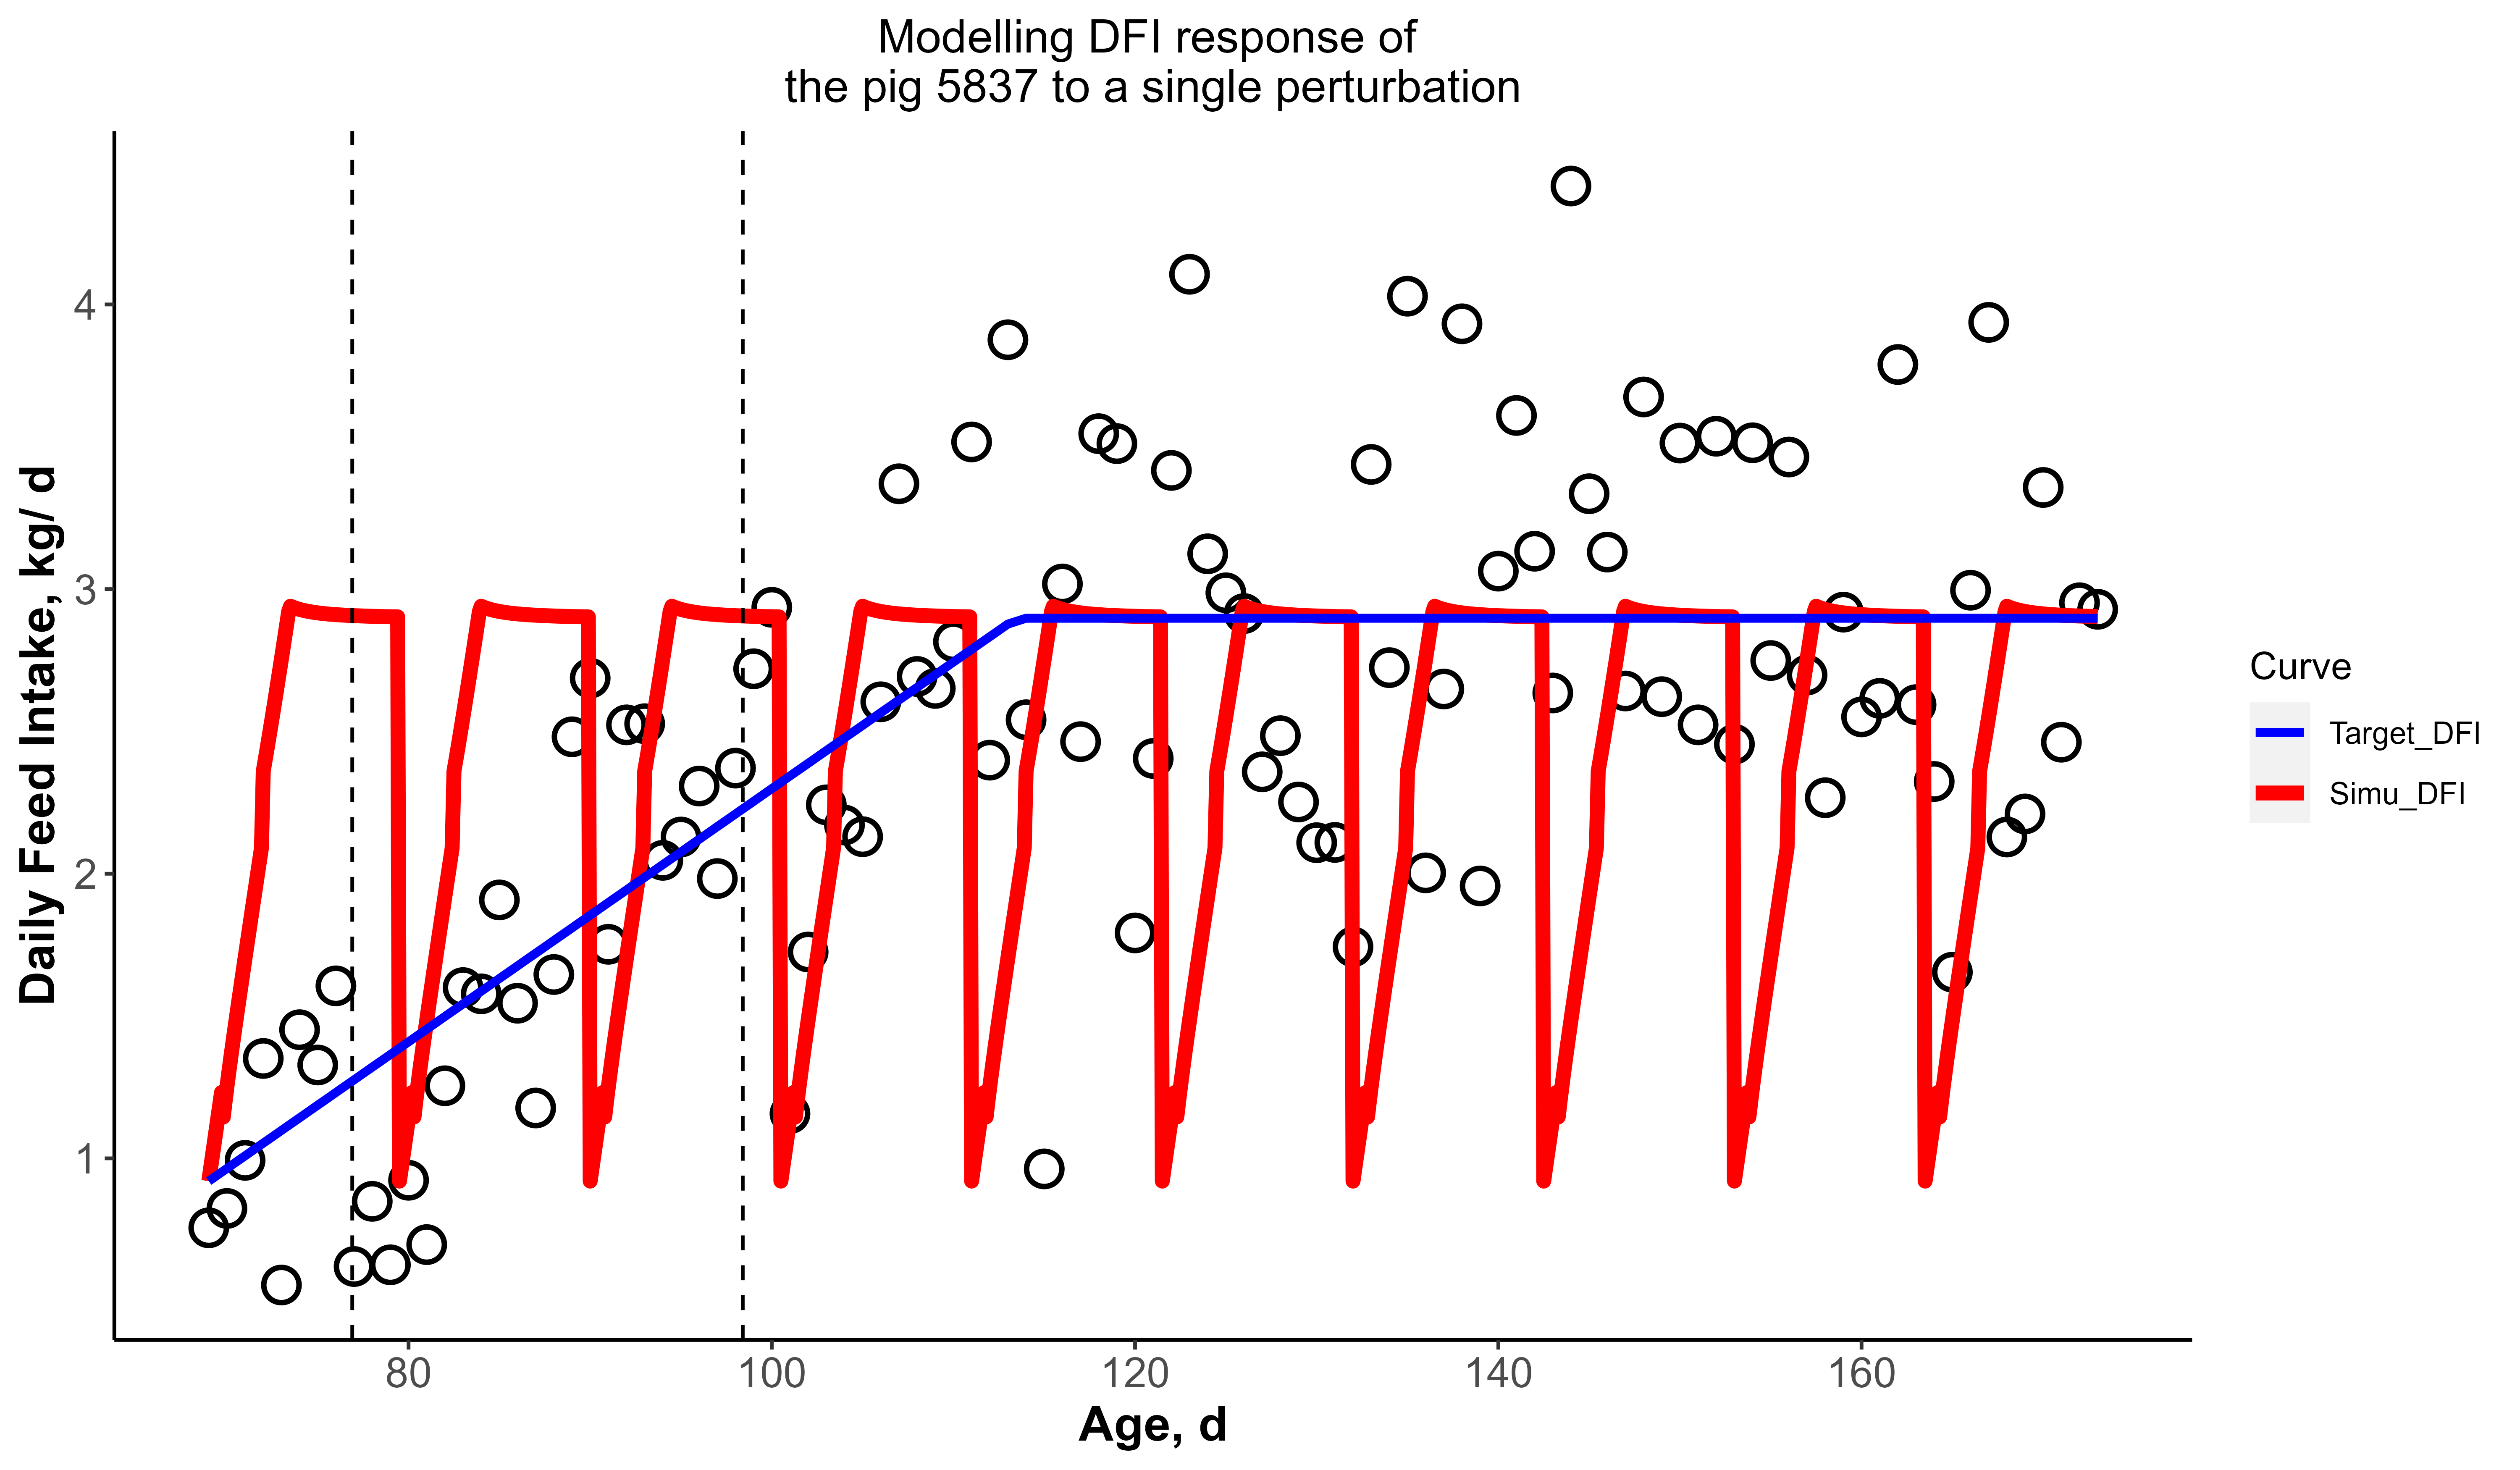 Modelling DFI response of
the pig 5837 to a single perturbation
Daily Feed Intake, kg/ d
4
3
2
1
80
100
120
140
160
Age, d
Curve
Target_DFI
Simu_DFI